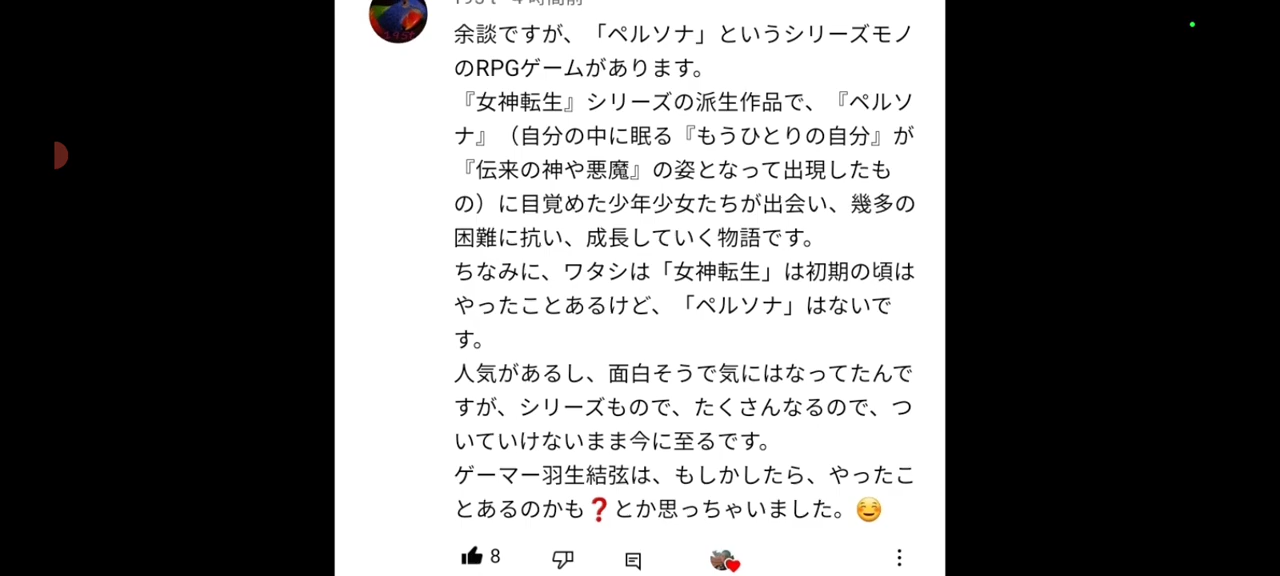 余談ですが、「ペルソナ」というシリーズモノ
のRPGゲームがあります。
『女神転生』シリーズの派生作品で、『ペルソ
ナ』（自分の中に眠る『もうひとりの自分』が
『伝来の神や悪魔』の姿となって出現したも
の）に目覚めた少年少女たちが出会い、幾多の
困難に抗い、成長していく物語です。
ちなみに、ワタシは「女神転生」は初期の頃は
やったことあるけど、「ペルソナ」はないで
す。
人気があるし、面白そうで気にはなってたんで
すが、シリーズもので、たくさんなるので、つ
いていけないまま今に至るです。
ゲーマー羽生結弦は、もしかしたら、やったこ
とあるのかも❓とか思っちゃいました。☺️
8